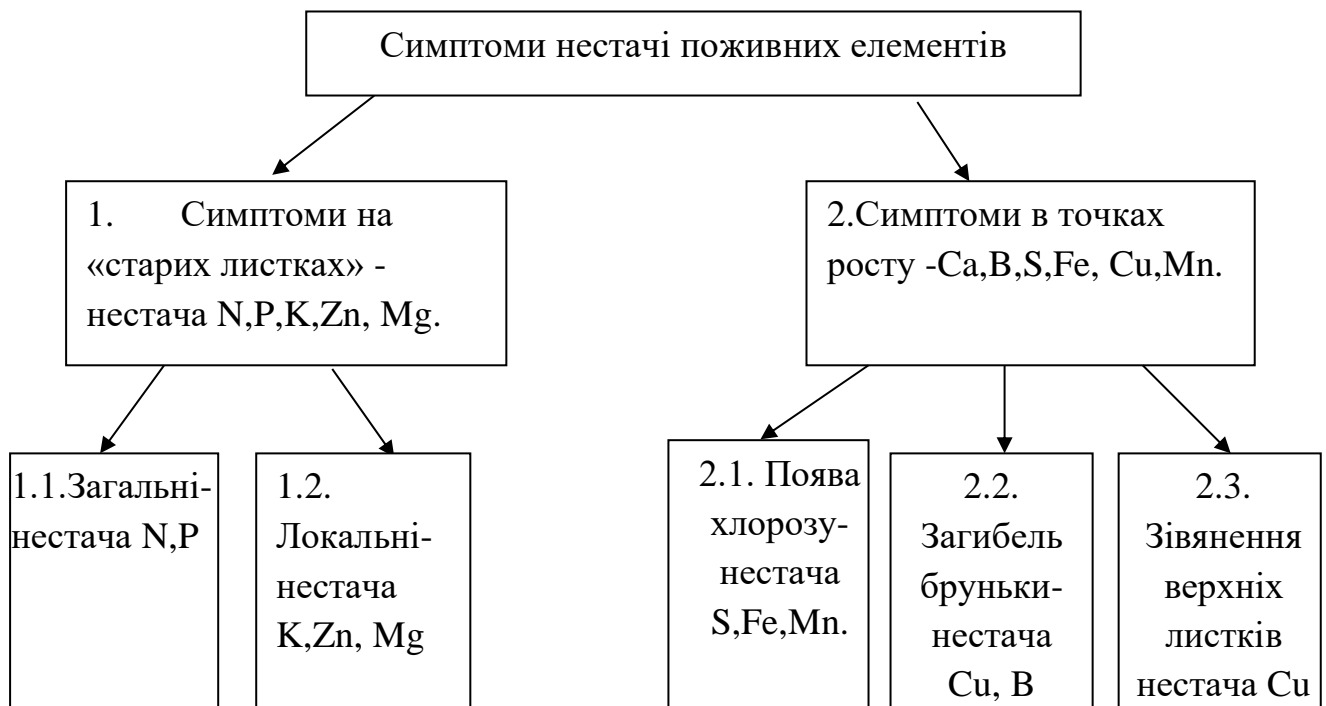 Симптоми нестачі поживних елементів
1. Симптоми на
«старих листках» -
нестача N,P,K,Zn, Mg.
2.Симптоми в точках
росту -Ca,B,S,Fe, Cu,Mn.
1.1.Загальні-
нестача N,P
1.2.
Локальні-
нестача
K,Zn, Mg
2.1. Поява
хлорозу-
нестача
S,Fe,Mn.
2.2.
Загибель
бруньки-
нестача
Cu, B
2.3.
Зівянення
верхніх
листків
нестача Cu